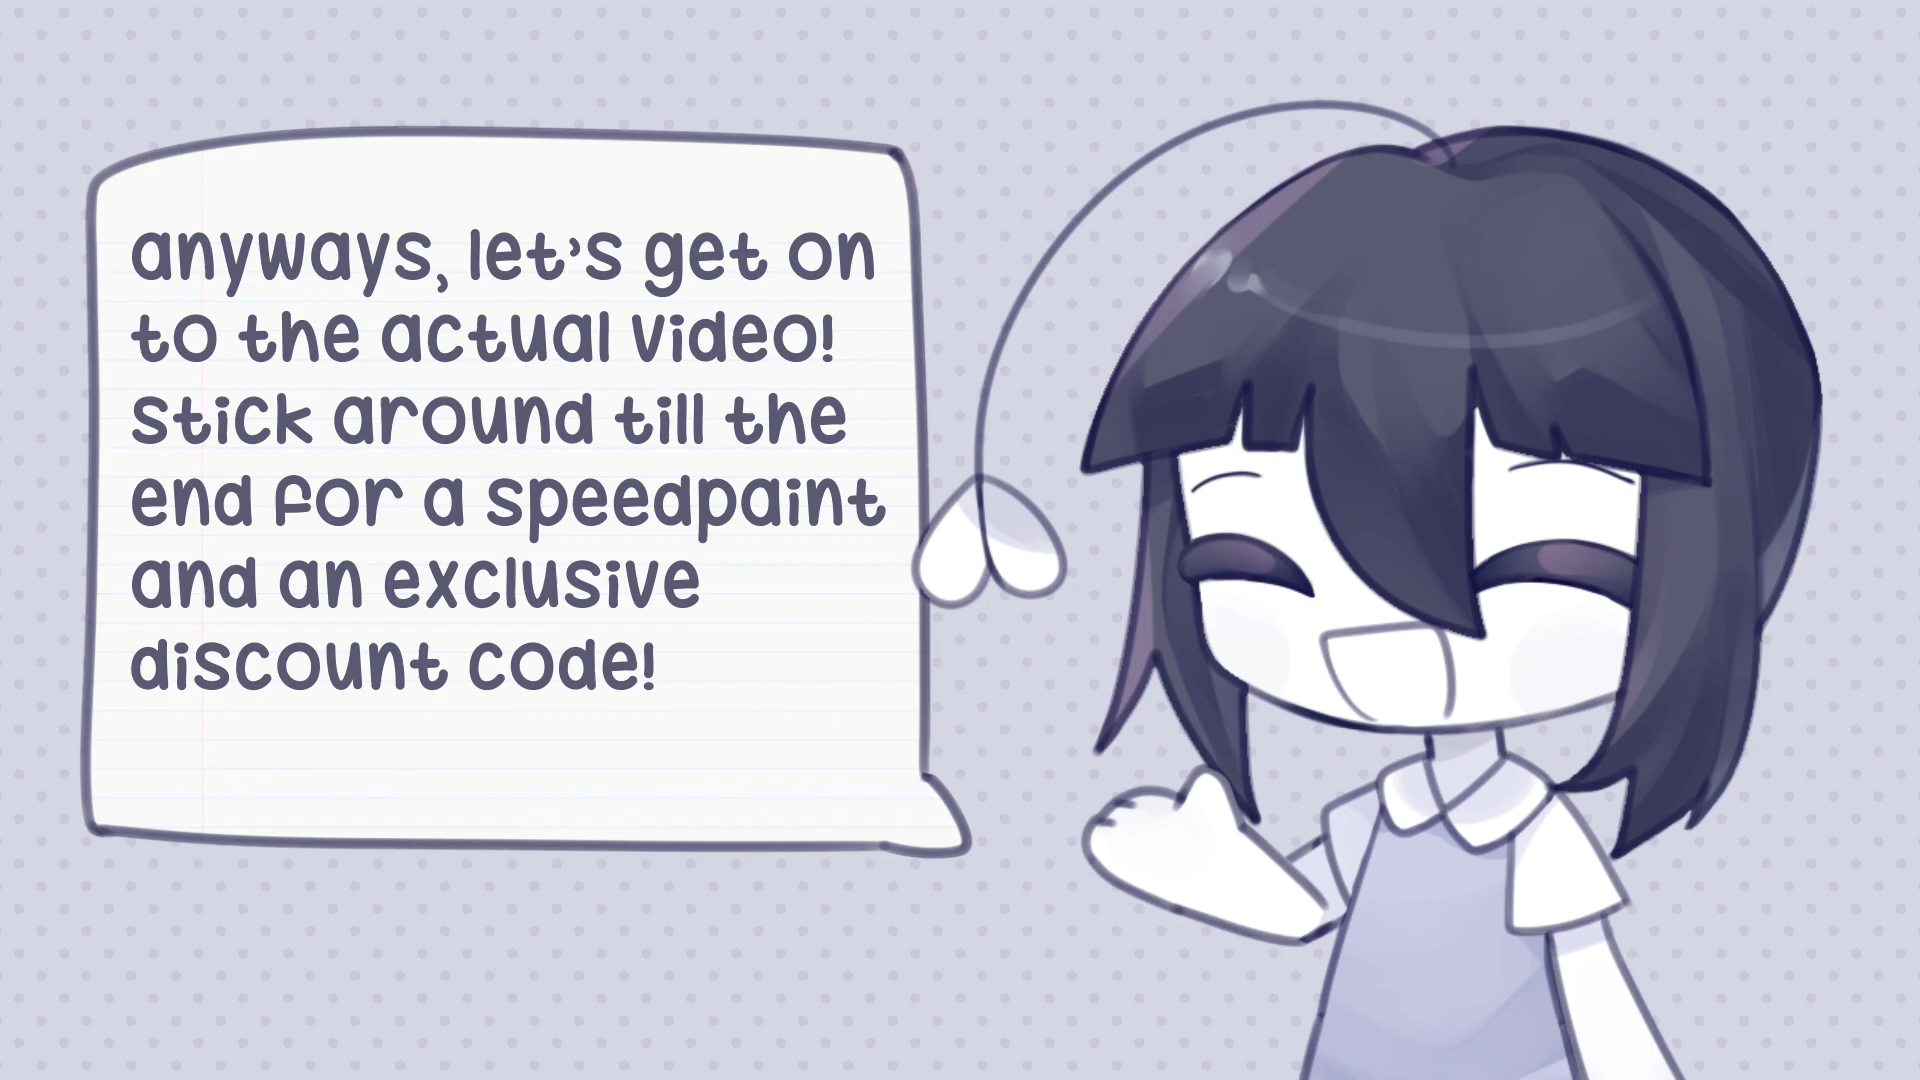 anyways, let's get on
to the actual video!
stick around till the
end for a speedpaint
and an exclusive
discount code!